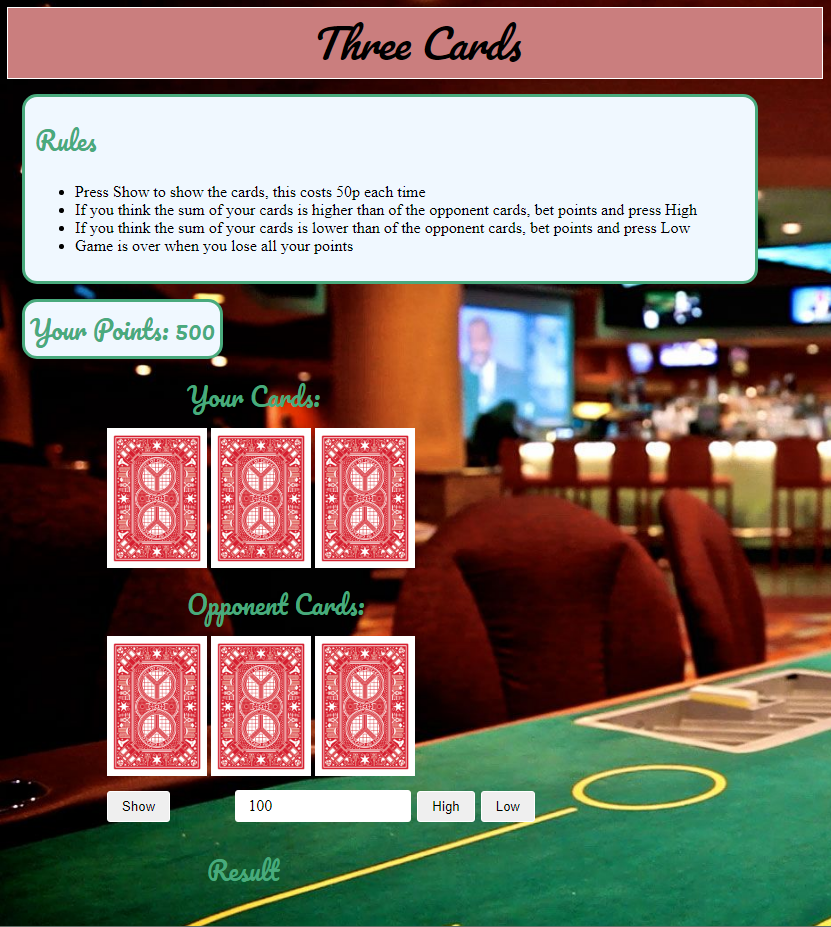 Three Cards
Rules
Press Show to show the cards, this costs 50p each time
If you think the sum of your cards is higher than of the opponent cards, bet points and press High
If you think the sum of your cards is lower than of the opponent cards, bet points and press Low
Game is over when you lose all your points
Your Points: 500
Your Cards:
Opponent Cards:
Show 100 High Low
Result